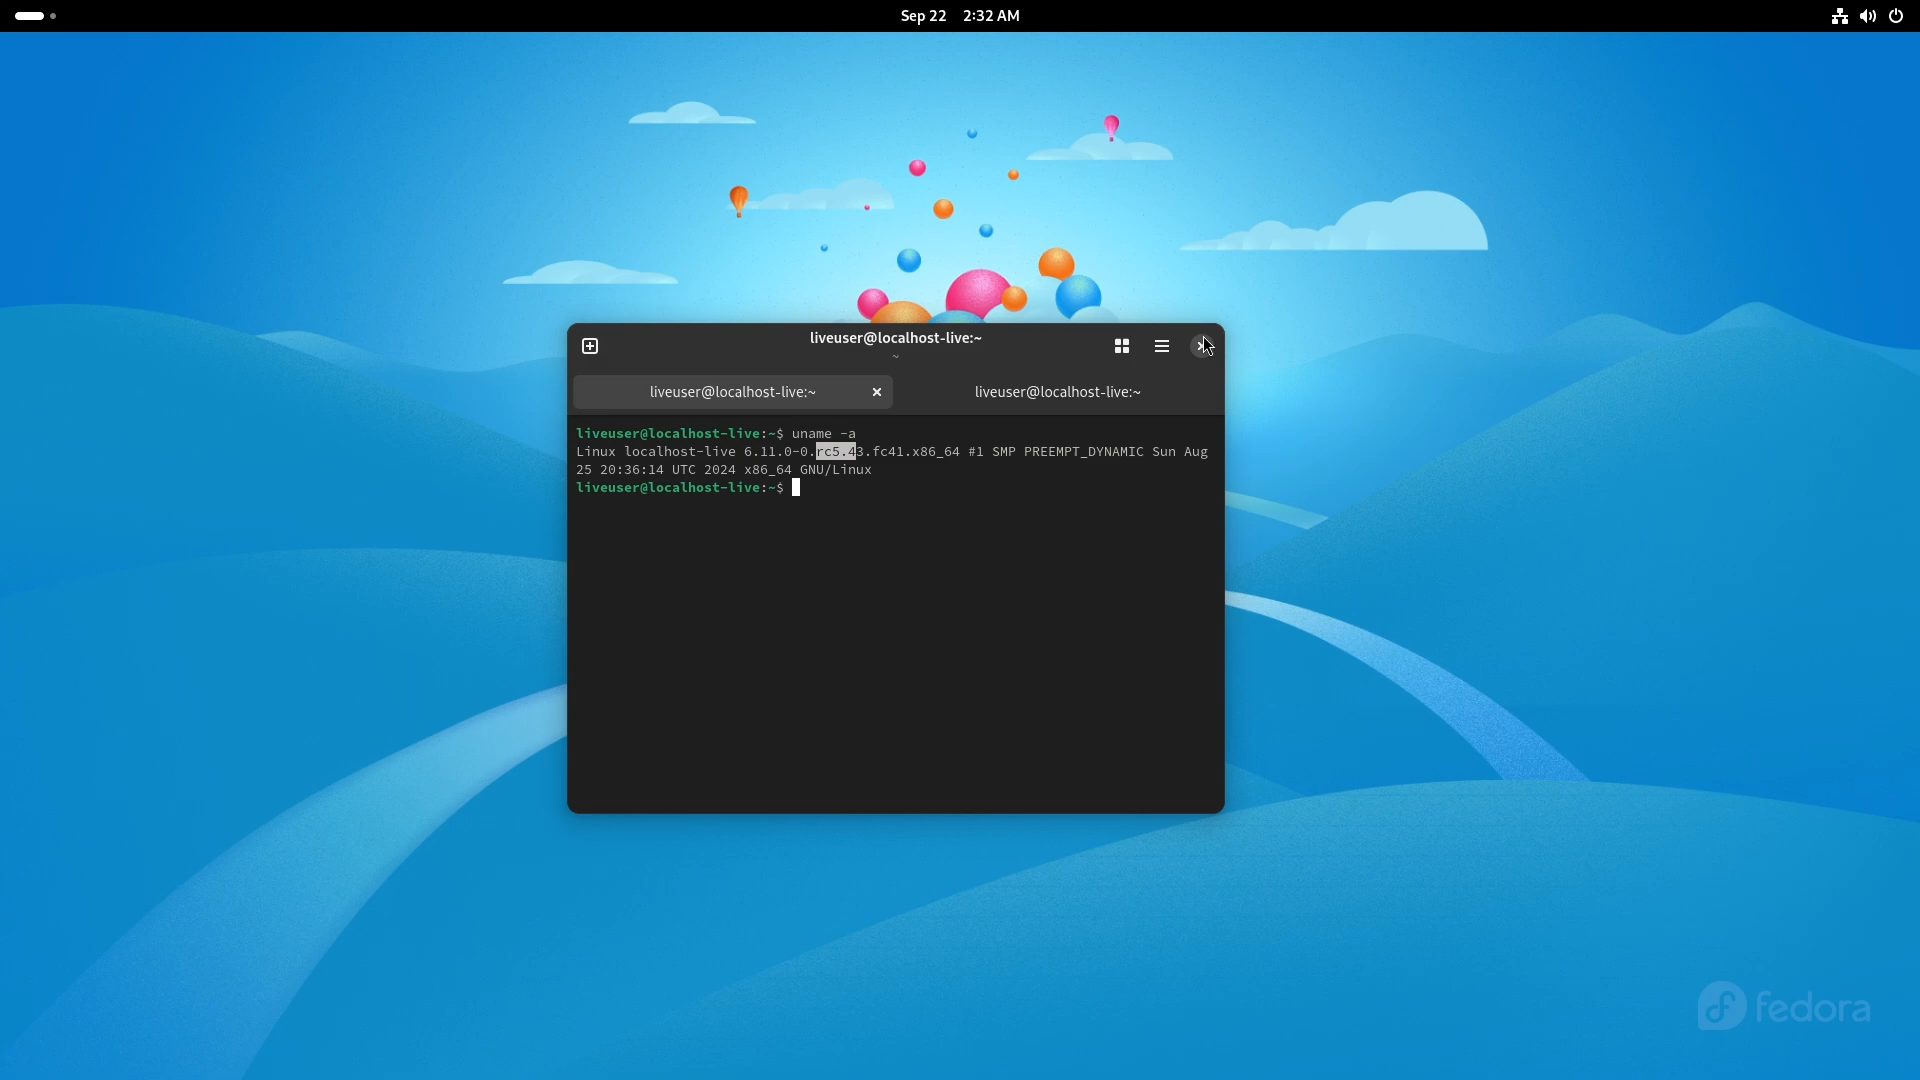 Sep 22 2:32 AM
liveuser@localhost-live:~
~
liveuser@localhost-live:~ liveuser@localhost-live:~
liveuser@localhost-live:~$ uname -a
Linux localhost-live 6.11.0-0.rc5.43.fc41.x86_64 #1 SMP PREEMPT_DYNAMIC Sun Aug
25 20:36:14 UTC 2024 x86_64 GNU/Linux
liveuser@localhost-live:~$
fedora